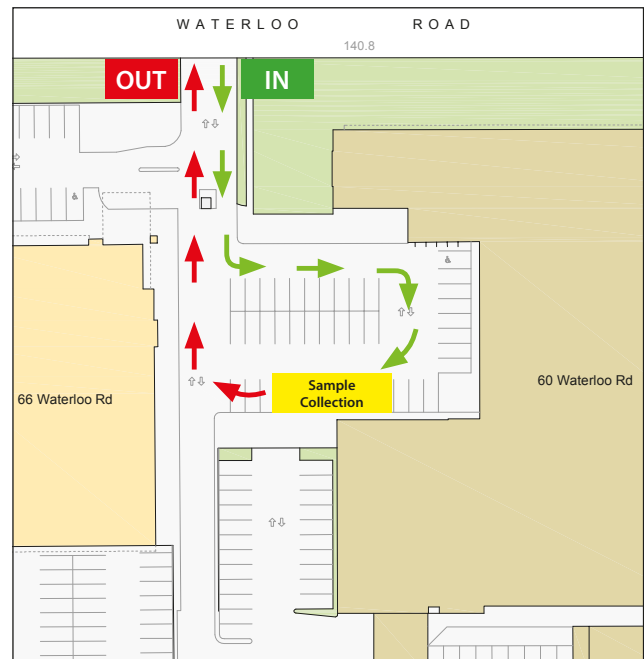 WATERLOO ROAD
140.8
OUT
IN
66 Waterloo Rd
Sample
Collection
60 Waterloo Rd